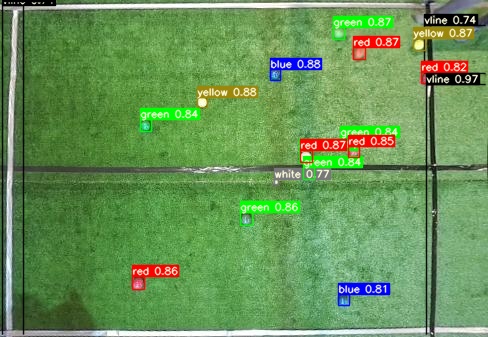 green 0.87
vline 0.74
yellow 0.87
red 0.87
blue 0.88
red 0.82
vline 0.97
yellow 0.88
green 0.84
green 0.84
red 0.85
red 0.87
green 0.84
white 0.77
green 0.86
red 0.86
blue 0.81